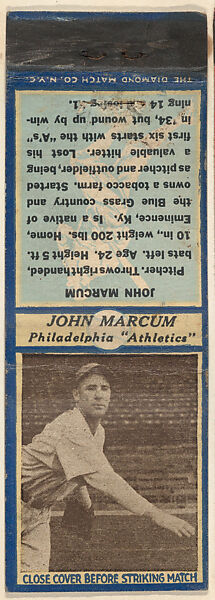 THE DIAMOND MATCH CO. N.Y.C.
JOHN MARCUM
Pitcher. Throws righthanded,
bats left. Age 24. Height 5 ft.
10 in., weight 200 lbs. Home,
Eminence, Ky. Is a native of
the Blue Grass country and
owns a tobacco farm. Started
as pitcher and outfielder, being
a valuable hitter. Lost his
first six starts with the "A's"
in '34, but wound up by win-
ning 14 and losing 11.
JOHN MARCUM
Philadelphia "Athletics"
CLOSE COVER BEFORE STRIKING MATCH